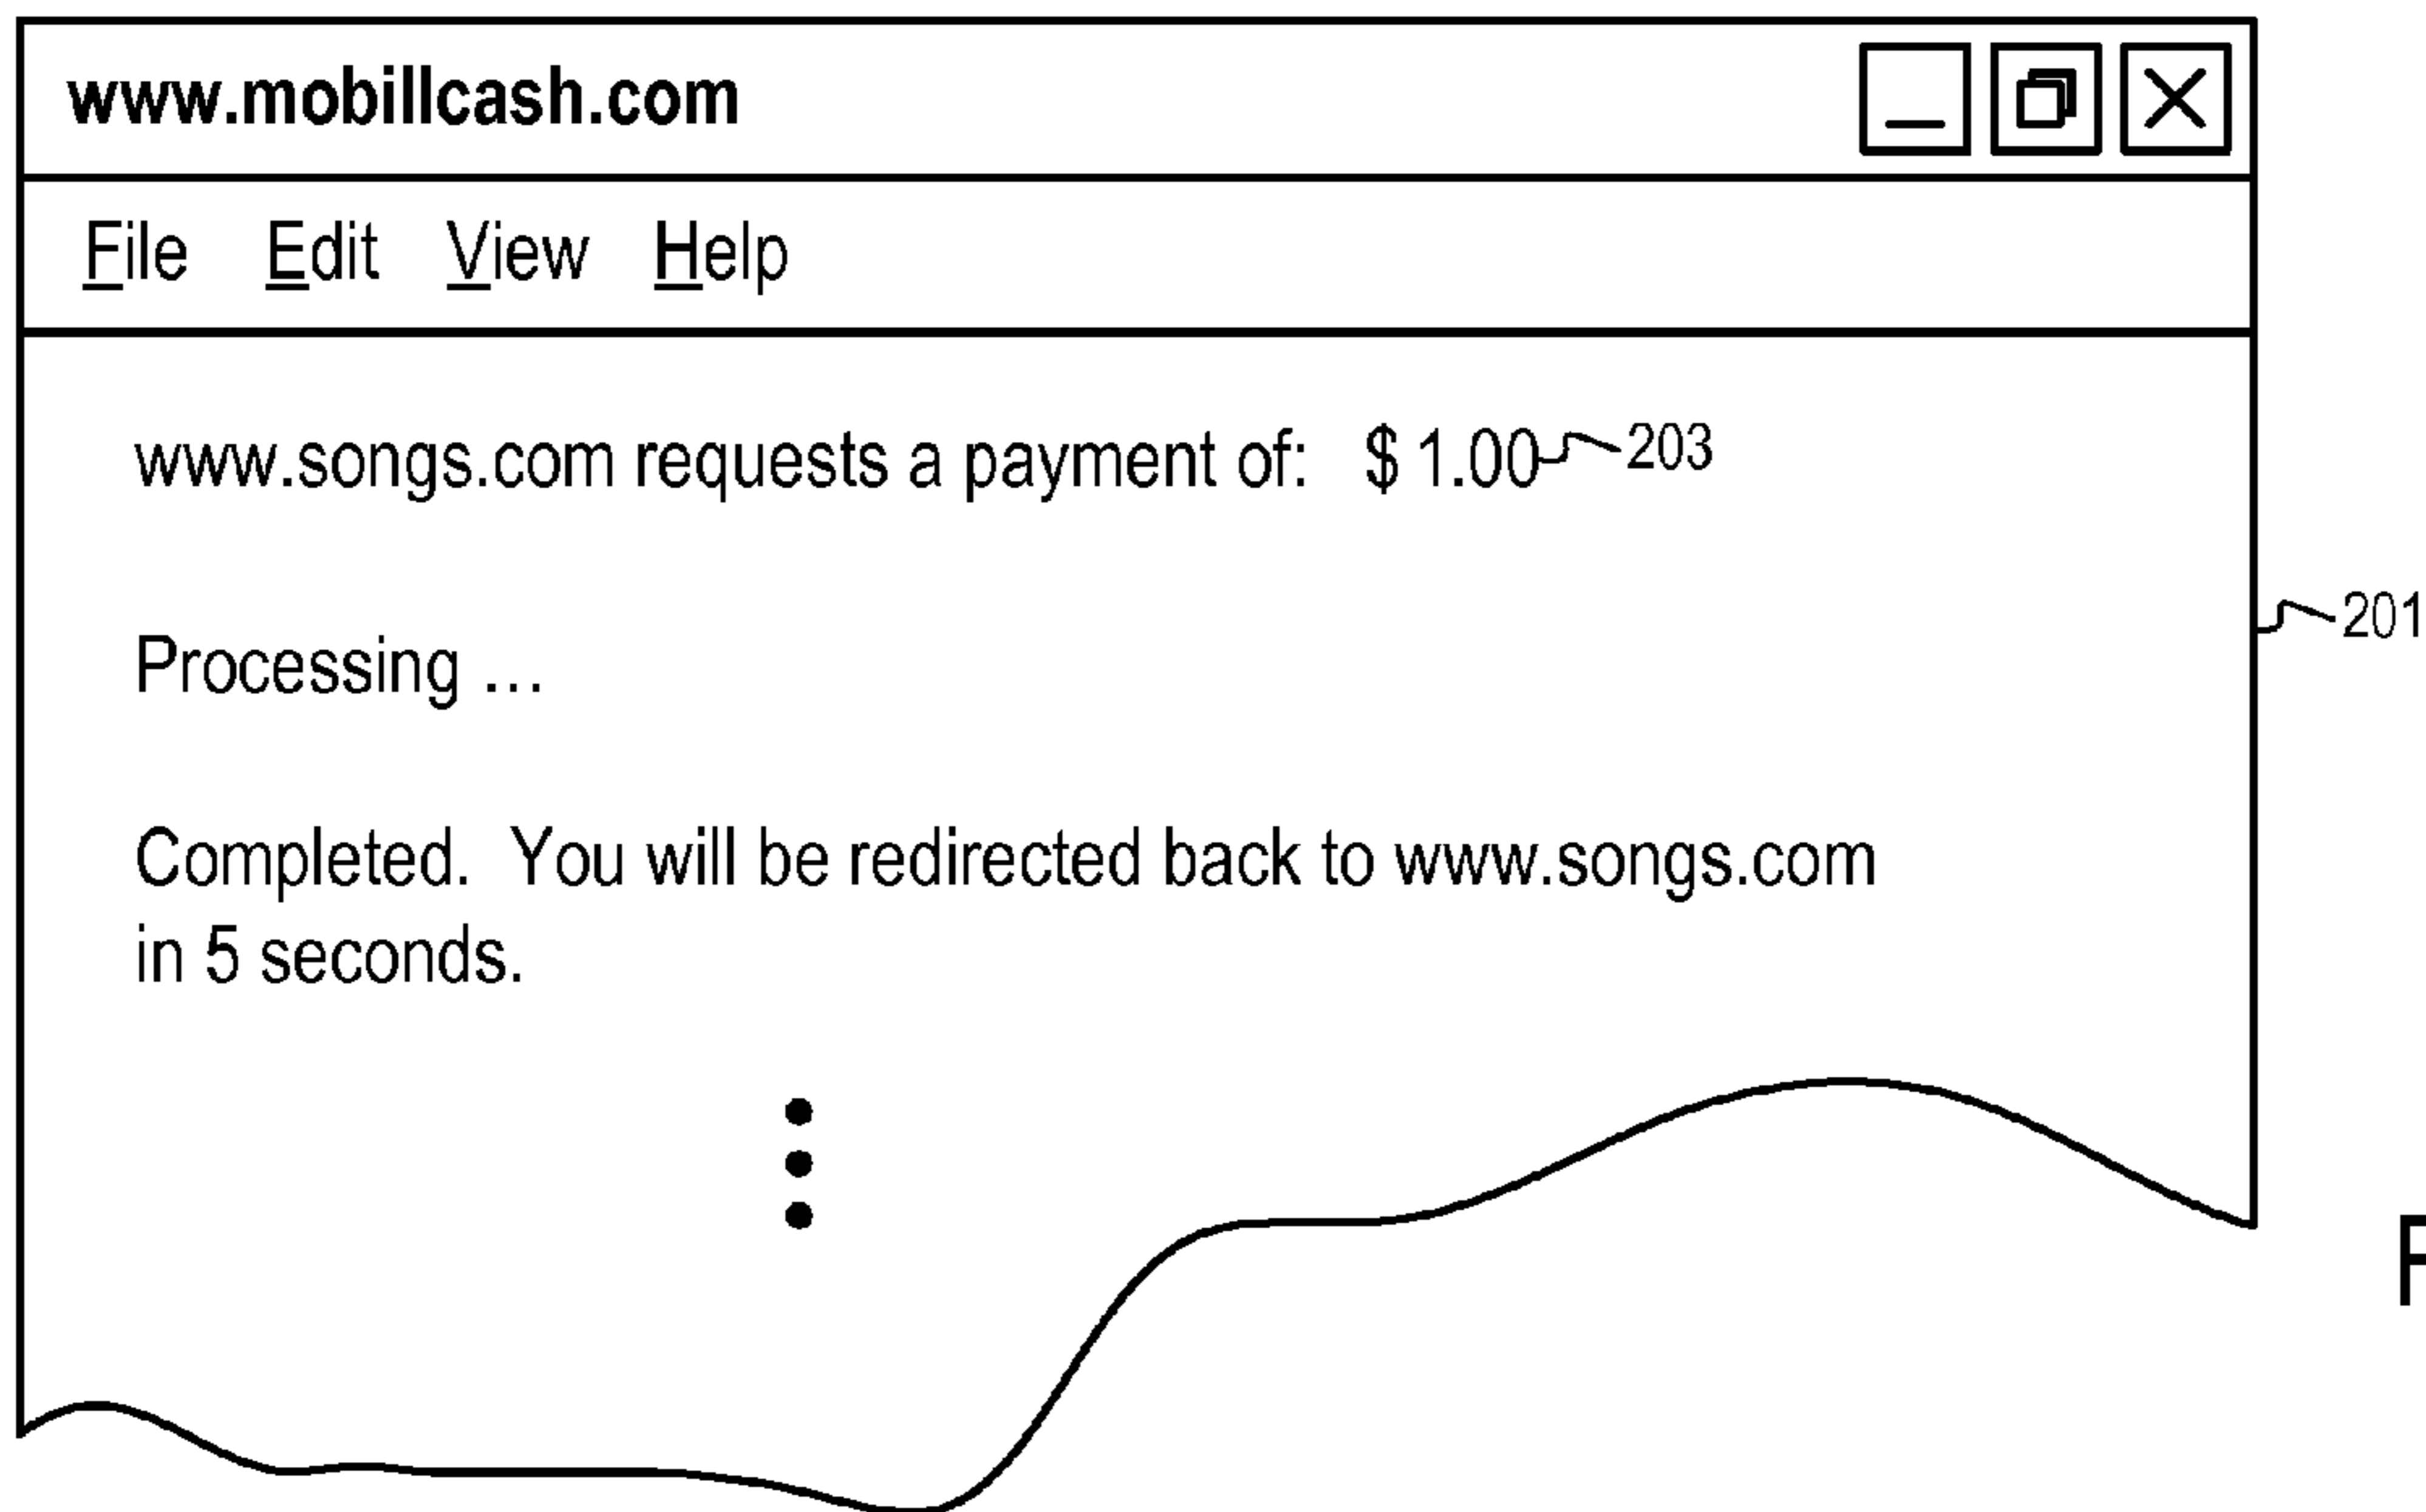 www.mobillcash.com
File Edit View Help
www.songs.com requests a payment of: $ 1.00 203
201
Processing ...
Completed. You will be redirected back to www.songs.com
in 5 seconds.